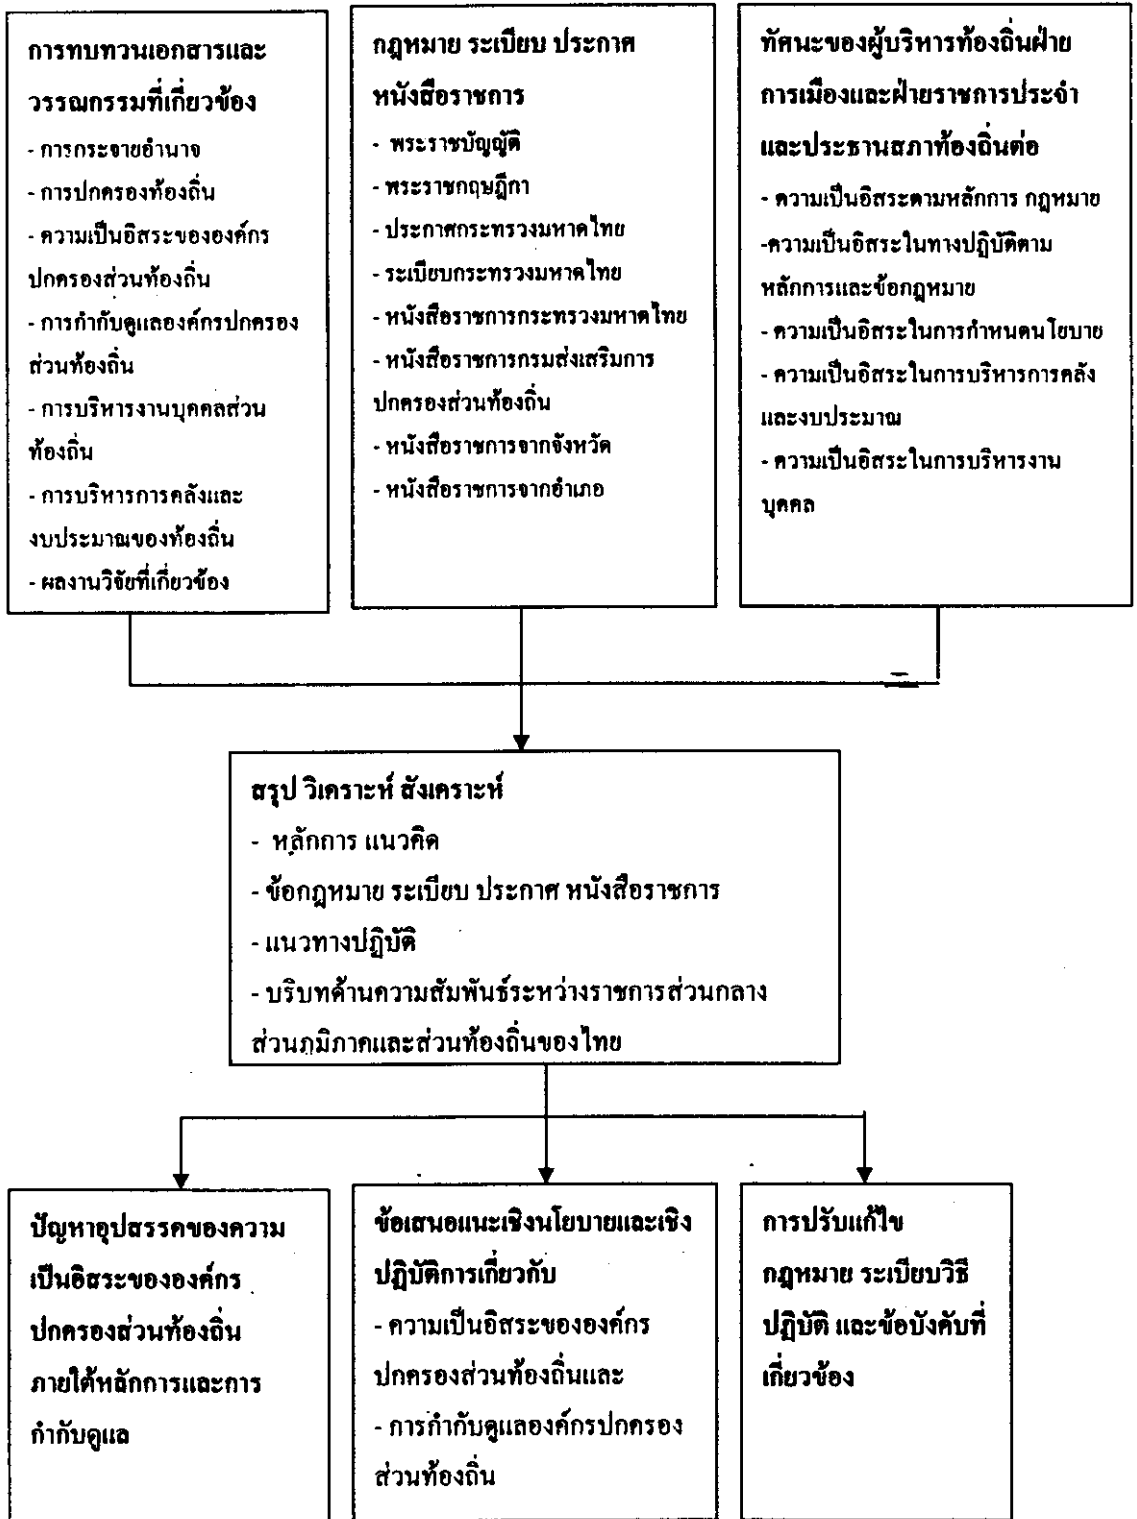 การทบทวนเอกสารและ
วรรณกรรมที่เกี่ยวข้อง
- การกระจายอำนาจ
- การปกครองท้องถิ่น
- ความเป็นอิสระขององค์กร
ปกครองส่วนท้องถิ่น
- การกำกับดูแลองค์กรปกครอง
ส่วนท้องถิ่น
- การบริหารงานบุคคลส่วน
ท้องถิ่น
- การบริหารการคลังและ
งบประมาณของท้องถิ่น
- ผลงานวิจัยที่เกี่ยวข้อง
กฎหมาย ระเบียบ ประกาศ
หนังสือราชการ
- พระราชบัญญัติ
- พระราชกฤษฎีกา
- ประกาศกระทรวงมหาดไทย
- ระเบียบกระทรวงมหาดไทย
- หนังสือราชการกระทรวงมหาดไทย
- หนังสือราชการกรมส่งเสริมการ
ปกครองส่วนท้องถิ่น
- หนังสือราชการจากจังหวัด
- หนังสือราชการจากอำเภอ
ทัศนะของผู้บริหารท้องถิ่นฝ่าย
การเมืองและฝ่ายราชการประจำ
และประธานสภาท้องถิ่นต่อ
- ความเป็นอิสระตามหลักการ กฎหมาย
-ความเป็นอิสระในทางปฏิบัติตาม
หลักการและข้อกฎหมาย
- ความเป็นอิสระในการกำหนดนโยบาย
- ความเป็นอิสระในการบริหารการคลัง
และงบประมาณ
- ความเป็นอิสระในการบริหารงาน
บุคคล
สรุป วิเคราะห์ สังเคราะห์
- หลักการ แนวคิด
- ข้อกฎหมาย ระเบียบ ประกาศ หนังสือราชการ
- แนวทางปฏิบัติ
- บริบทด้านความสัมพันธ์ระหว่างราชการส่วนกลาง
ส่วนภูมิภาคและส่วนท้องถิ่นของไทย
ปัญหาอุปสรรคของความ
เป็นอิสระขององค์กร
ปกครองส่วนท้องถิ่น
ภายใต้หลักการและการ
กำกับดูแล
ข้อเสนอแนะเชิงนโยบายและเชิง
ปฏิบัติการเกี่ยวกับ
- ความเป็นอิสระขององค์กร
ปกครองส่วนท้องถิ่นและ
- การกำกับดูแลองค์กรปกครอง
ส่วนท้องถิ่น
การปรับแก้ไข
กฎหมาย ระเบียบวิธี
ปฏิบัติ และข้อบังคับที่
เกี่ยวข้อง